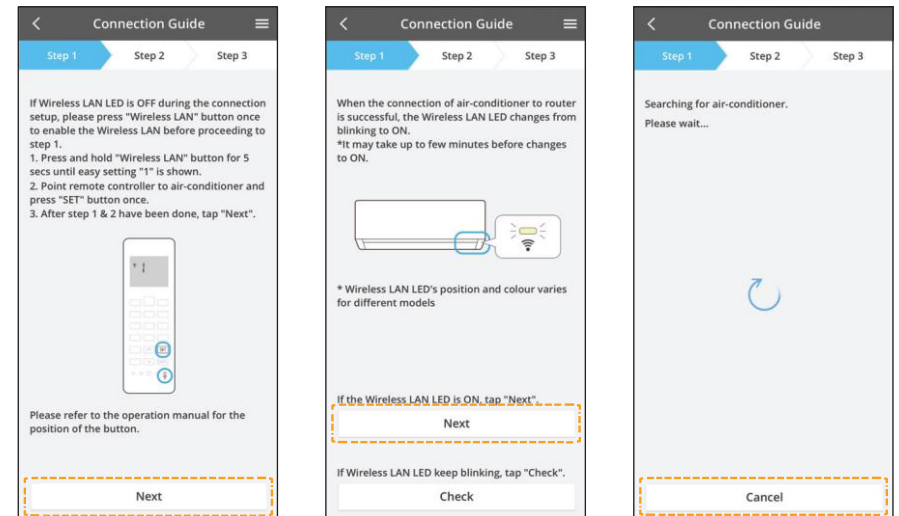 Connection Guide
Step 1 Step 2 Step 3
If Wireless LAN LED is OFF during the connection
setup, please press "Wireless LAN" button once
to enable the Wireless LAN before proceeding to
step 1.
1. Press and hold "Wireless LAN" button for 5
secs until easy setting "1" is shown.
2. Point remote controller to air-conditioner and
press "SET" button once.
3. After step 1 & 2 have been done, tap "Next".
Please refer to the operation manual for the
position of the button.
Next
Connection Guide
Step 1 Step 2 Step 3
When the connection of air-conditioner to router
is successful, the Wireless LAN LED changes from
blinking to ON.
*It may take up to few minutes before changes
to ON.
* Wireless LAN LED's position and colour varies
for different models
If the Wireless LAN LED is ON, tap "Next".
Next
If Wireless LAN LED keep blinking, tap "Check".
Check
Connection Guide
Step 1 Step 2 Step 3
Searching for air-conditioner.
Please wait...
Cancel